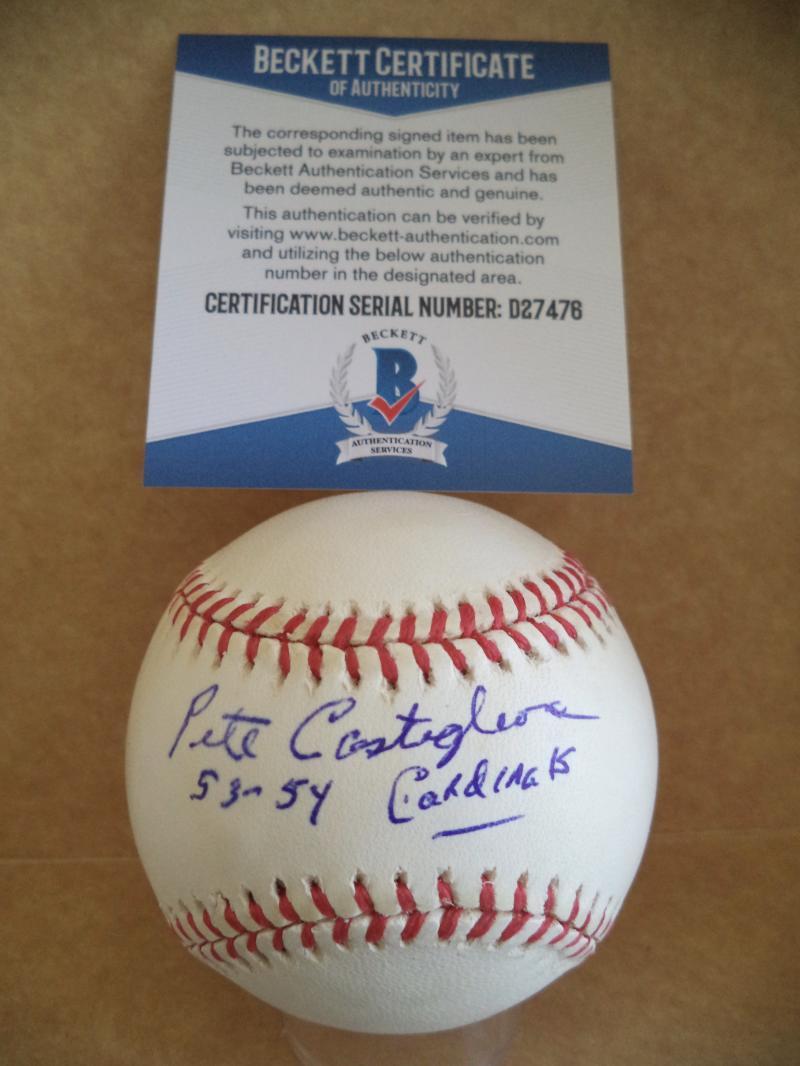 BECKETT CERTIFICATE
OF AUTHENTICITY
The corresponding signed item has been
subjected to examination by an expert from
Beckett Authentication Services and has
been deemed authentic and genuine.
This authentication can be verified by
visiting www.beckett-authentication.com
and utilizing the below authentication
number in the designated area.
CERTIFICATION SERIAL NUMBER: D27476
BECKETT
B
AUTHENTICATION
SERVICES
Pete Castiglione
53-54 Cardinals